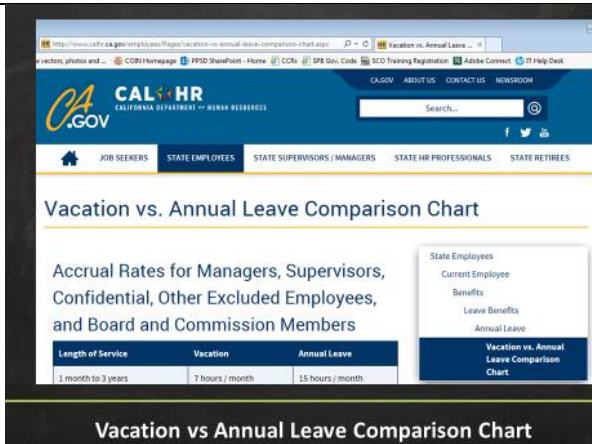 http://www.calhr.ca.gov/employees/Pages/vacation-vs-annual-leave-comparison-chart.aspx
Vacation vs. Annual Leave ...
vectors, photos and ... COIN Homepage PPSD SharePoint - Home CCRs SPB Gov. Code SCO Training Registration Adobe Connect IT Help Desk
CA.GOV ABOUT US CONTACT US NEWSROOM
CA
.GOV
CALHR
CALIFORNIA DEPARTMENT OF HUMAN RESOURCES
Search...
JOB SEEKERS STATE EMPLOYEES STATE SUPERVISORS / MANAGERS STATE HR PROFESSIONALS STATE RETIREES
Vacation vs. Annual Leave Comparison Chart
Accrual Rates for Managers, Supervisors,
Confidential, Other Excluded Employees,
and Board and Commission Members
Length of Service Vacation Annual Leave
1 month to 3 years 7 hours / month 15 hours / month
State Employees
Current Employee
Benefits
Leave Benefits
Annual Leave
Vacation vs. Annual
Leave Comparison
Chart
Vacation vs Annual Leave Comparison Chart